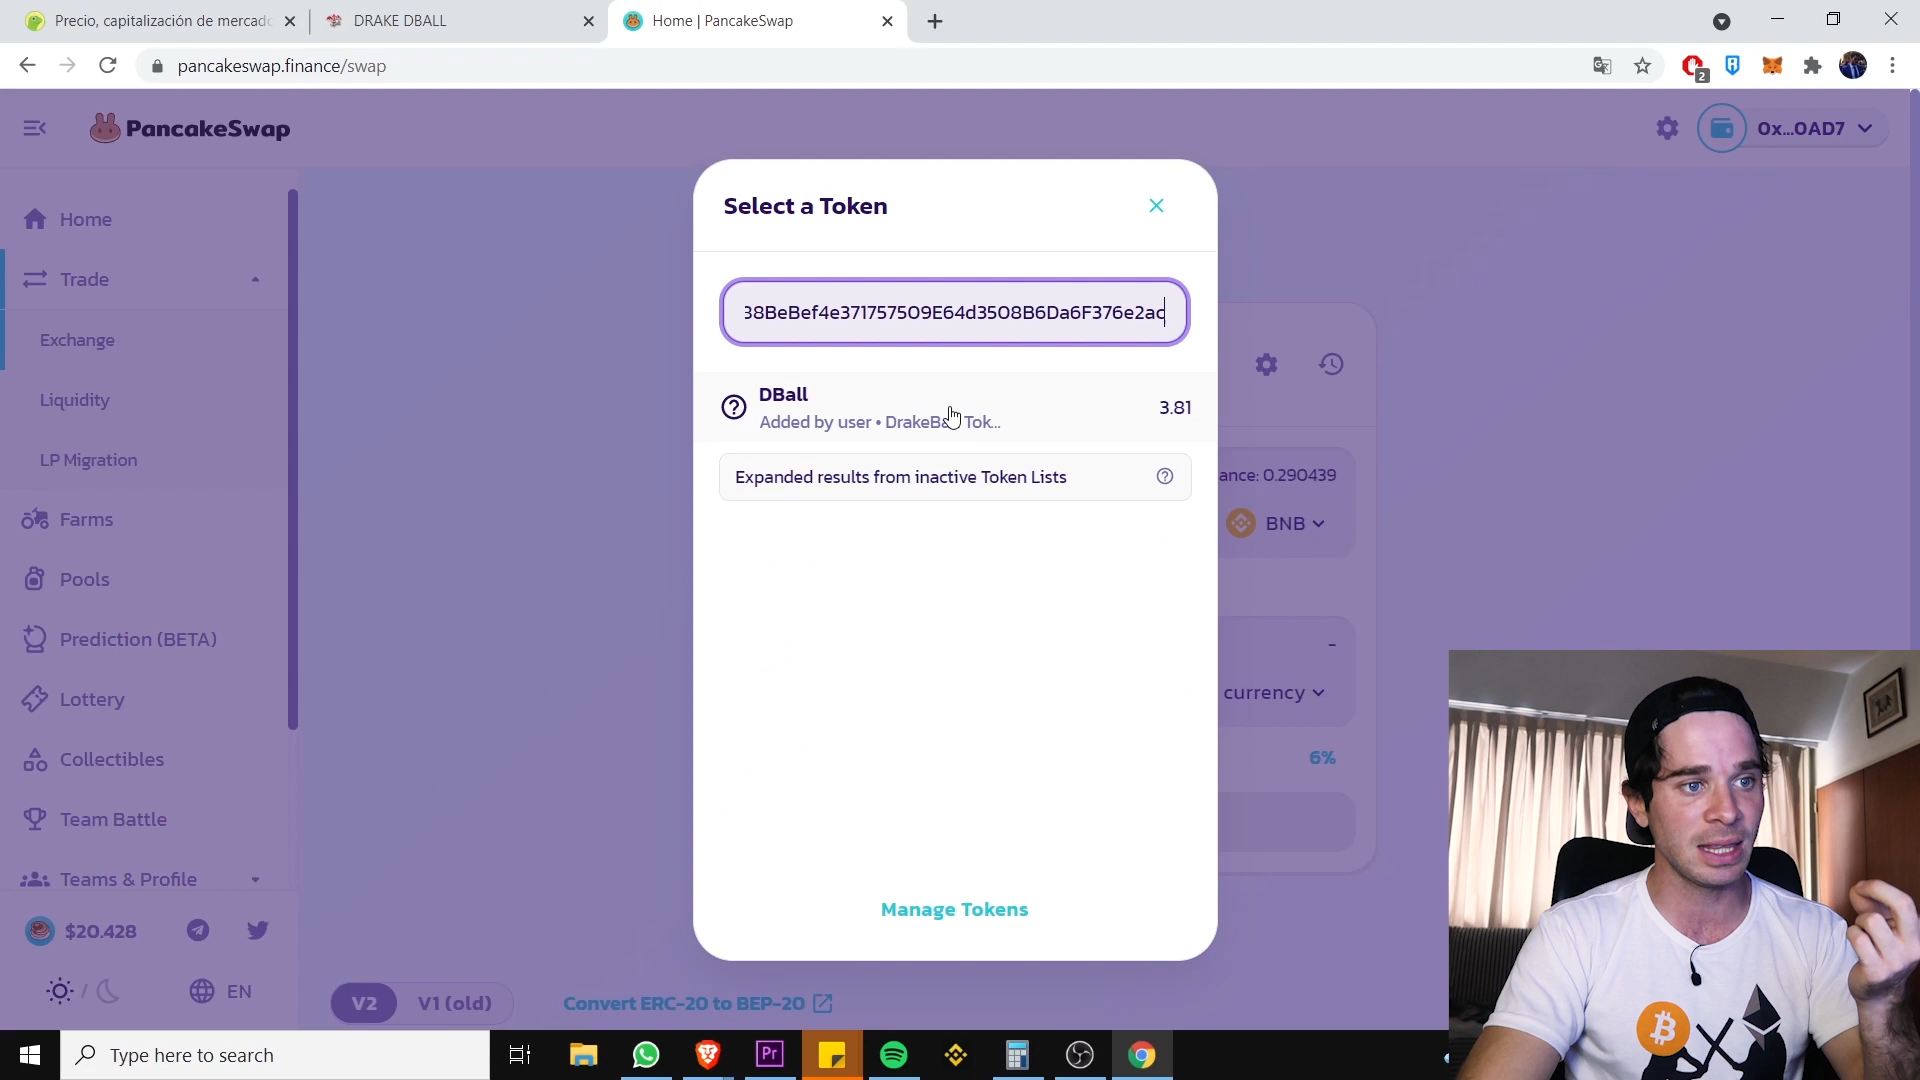 Precio, capitalización de mercado
DRAKE DBALL
Home | PancakeSwap
pancakeswap.finance/swap
2
PancakeSwap
0x...0AD7
Home
Trade
Exchange
Liquidity
LP Migration
Farms
Pools
Prediction (BETA)
Lottery
Collectibles
Team Battle
Teams & Profile
$20.428
EN
Select a Token
38BeBef4e371757509E64d3508B6Da6F376e2ac
DBall
3.81
Added by user • DrakeBa Tok...
Expanded results from inactive Token Lists
Manage Tokens
ance: 0.290439
BNB
-
currency
6%
V2
V1 (old)
Convert ERC-20 to BEP-20
Type here to search
Pr